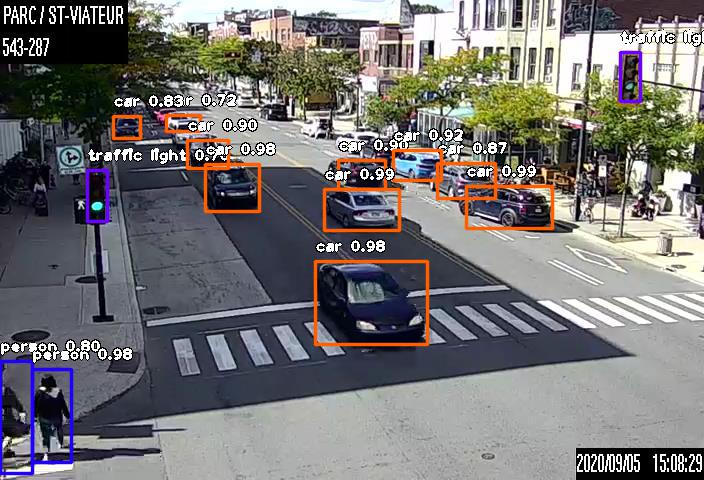 PARC / ST-VIATEUR
543-287
traffic lig
car 0.83
r 0.72
car 0.90
car 0.92
car 0.90
car 0.87
car 0.98
traffic light 0.7
car 0.99
car 0.99
car 0.98
person 0.80
person 0.98
2020/09/05 15:08:29